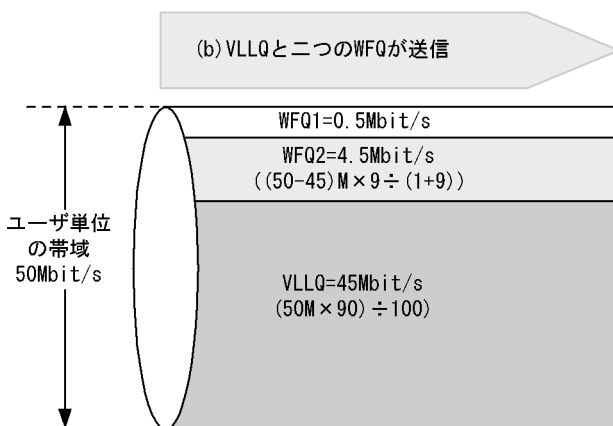 (b)VLLQと二つのWFQが送信
WFQ1=0.5Mbit/s
WFQ2=4.5Mbit/s
((50-45)M×9÷(1+9))
ユーザ単位
の帯域
50Mbit/s
VLLQ=45Mbit/s
(50M×90)÷100)